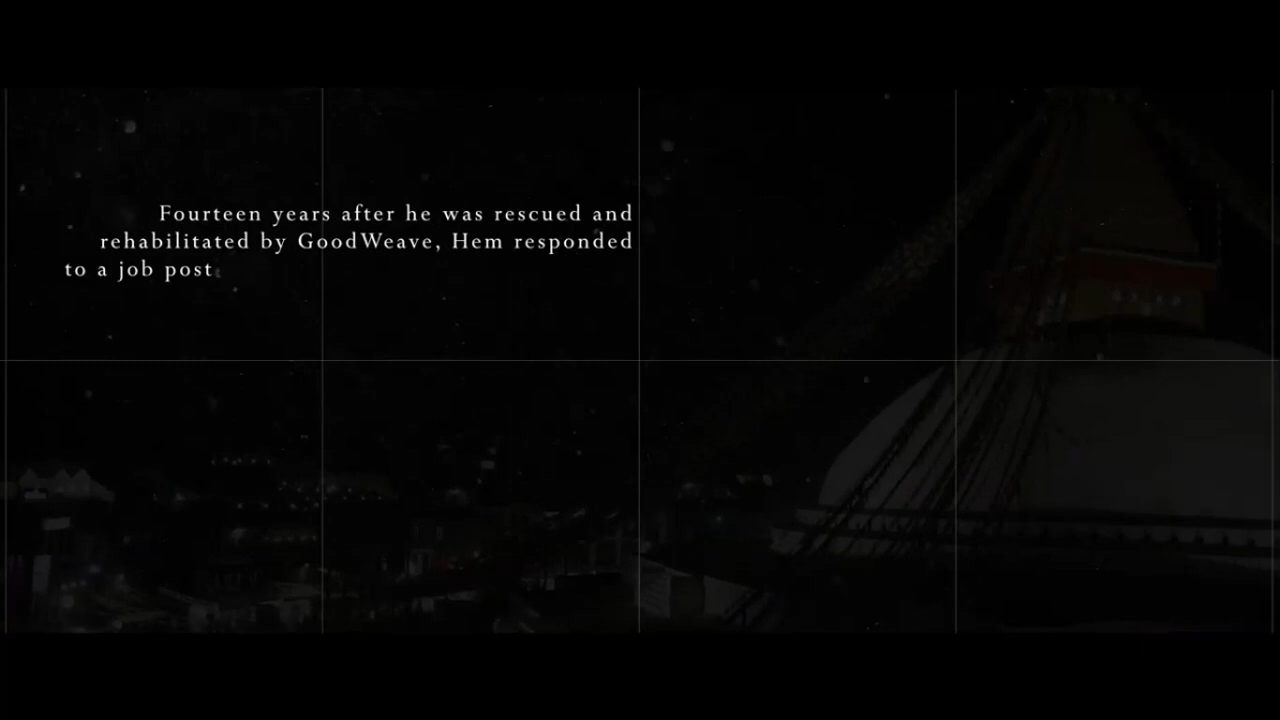 Fourteen years after he was rescued and
rehabilitated by GoodWeave, Hem responded
to a job post